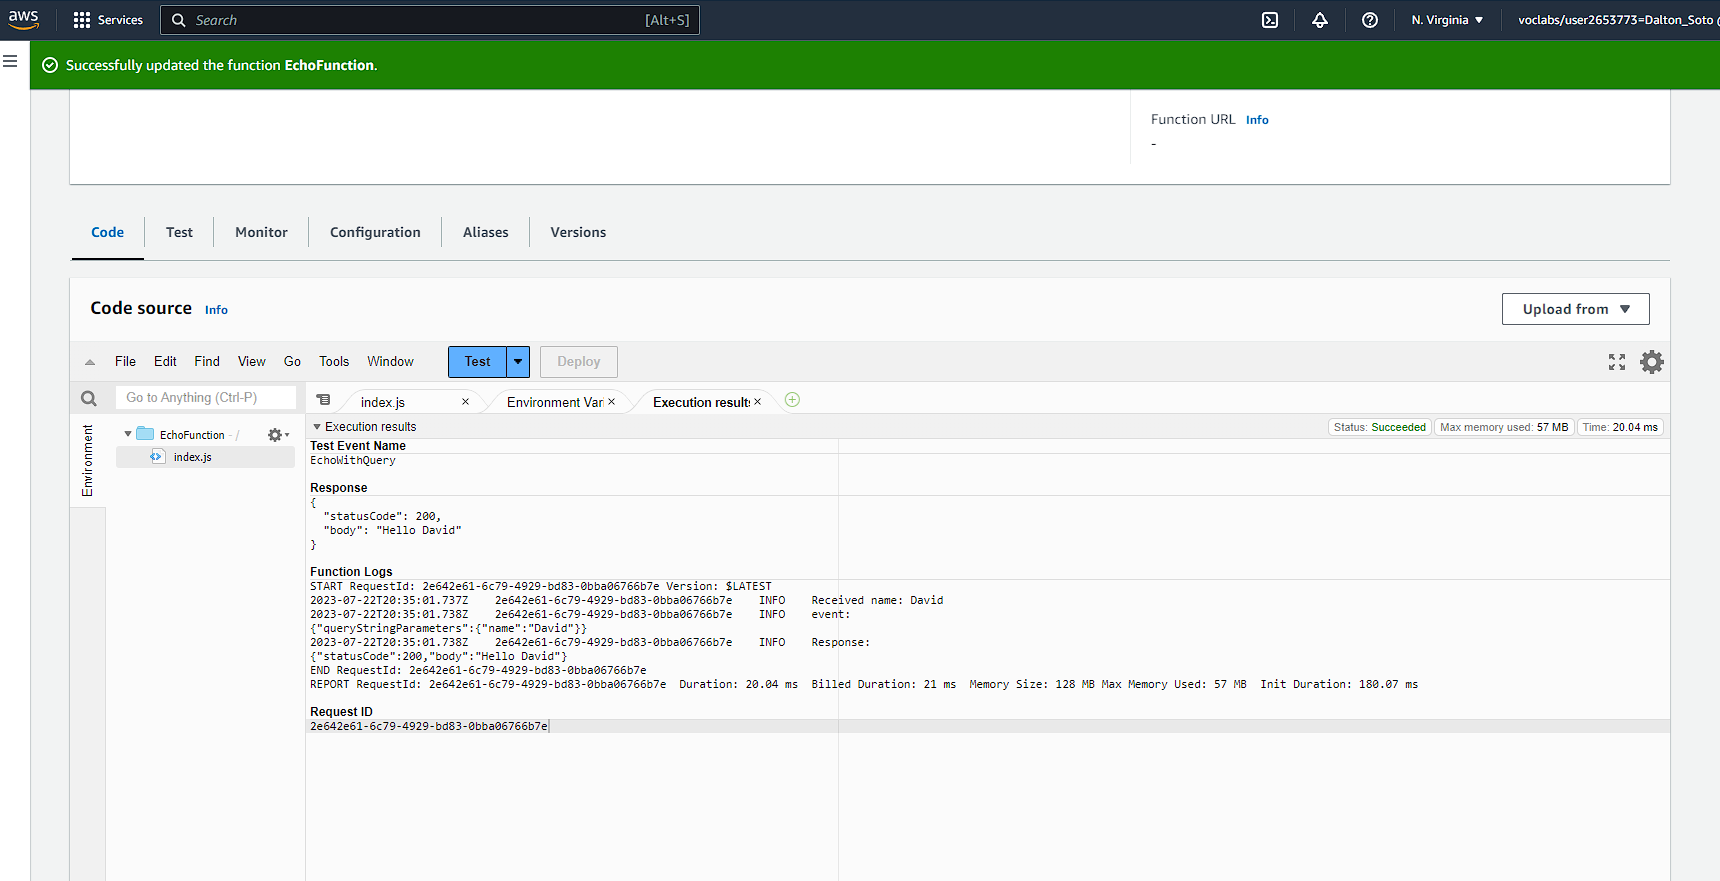 aws Services Search [Alt+S] N. Virginia voclabs/user2653773=Dalton_Soto
Successfully updated the function EchoFunction.
Function URL Info
-
Code Test Monitor Configuration Aliases Versions
Code source Info Upload from
File Edit Find View Go Tools Window Test Deploy
Go to Anything (Ctrl-P) index.js Environment Var Execution results
Execution results Status: Succeeded Max memory used: 57 MB Time: 20.04 ms
Environment
EchoFunction - /
index.js
Test Event Name
EchoWithQuery
Response
{
  "statusCode": 200,
  "body": "Hello David"
}
Function Logs
START RequestId: 2e642e61-6c79-4929-bd83-0bba06766b7e Version: $LATEST
2023-07-22T20:35:01.737Z    2e642e61-6c79-4929-bd83-0bba06766b7e    INFO    Received name: David
2023-07-22T20:35:01.738Z    2e642e61-6c79-4929-bd83-0bba06766b7e    INFO    event:
{"queryStringParameters":{"name":"David"}}
2023-07-22T20:35:01.738Z    2e642e61-6c79-4929-bd83-0bba06766b7e    INFO    Response:
{"statusCode":200,"body":"Hello David"}
END RequestId: 2e642e61-6c79-4929-bd83-0bba06766b7e
REPORT RequestId: 2e642e61-6c79-4929-bd83-0bba06766b7e  Duration: 20.04 ms  Billed Duration: 21 ms  Memory Size: 128 MB Max Memory Used: 57 MB  Init Duration: 180.07 ms
Request ID
2e642e61-6c79-4929-bd83-0bba06766b7e